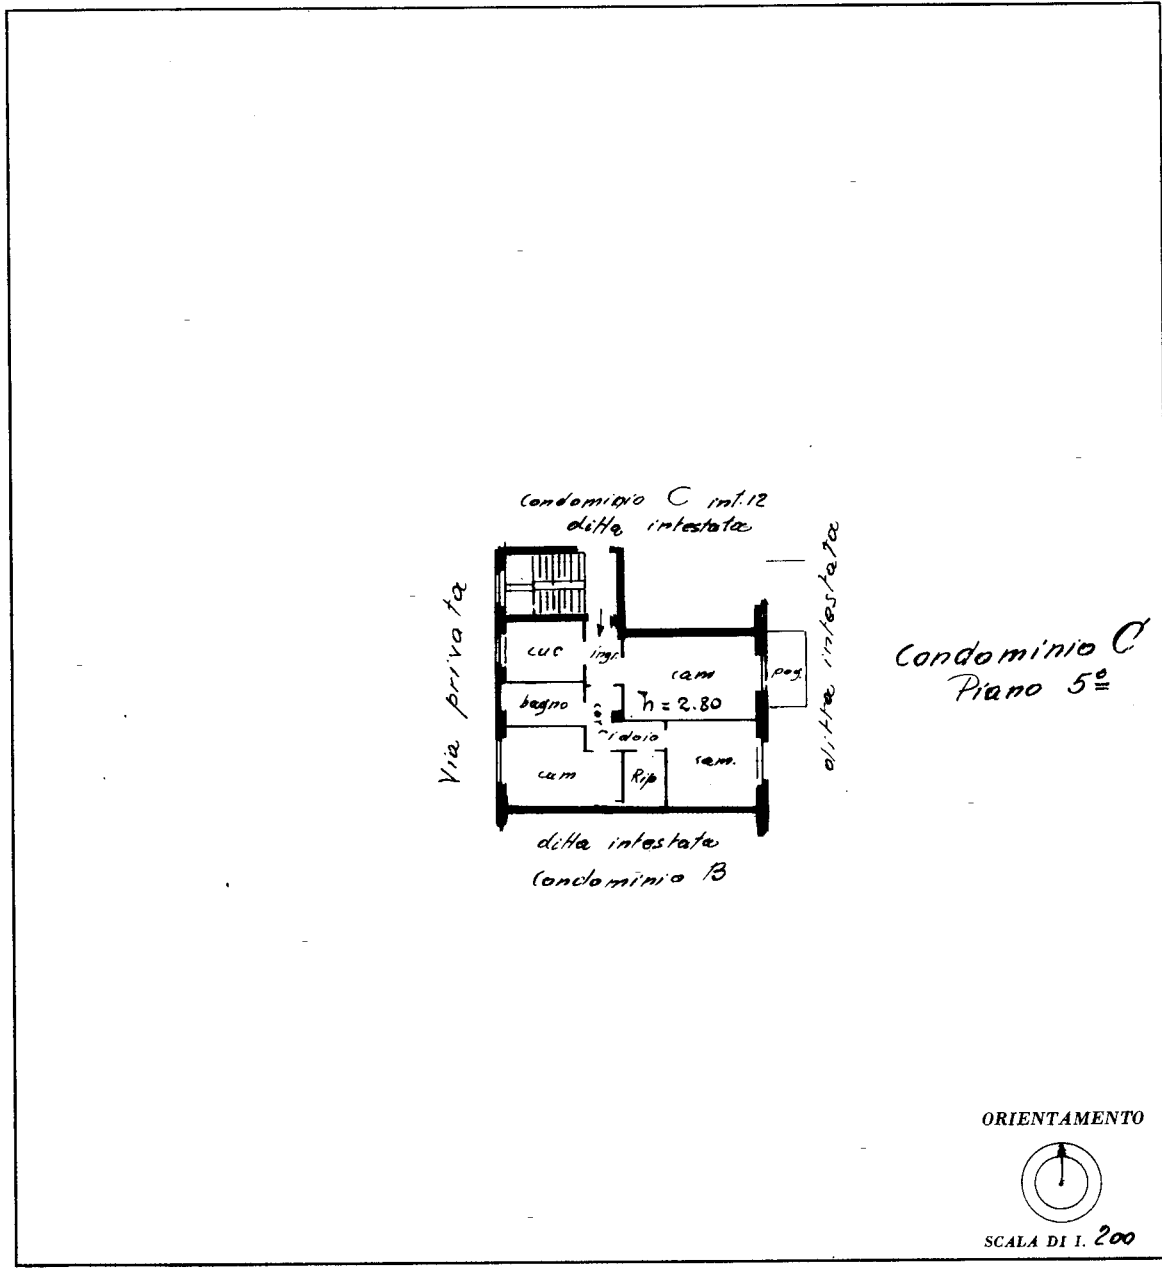 Condominio C int.12
ditta intestata
Via privata
ditta intestata
cuc
ingr.
cam
pog.
bagno
h = 2.80
corridoio
cam
Rip
cam.
ditta intestata
Condominio B
Condominio C
Piano 5º
ORIENTAMENTO
SCALA DI 1. 200